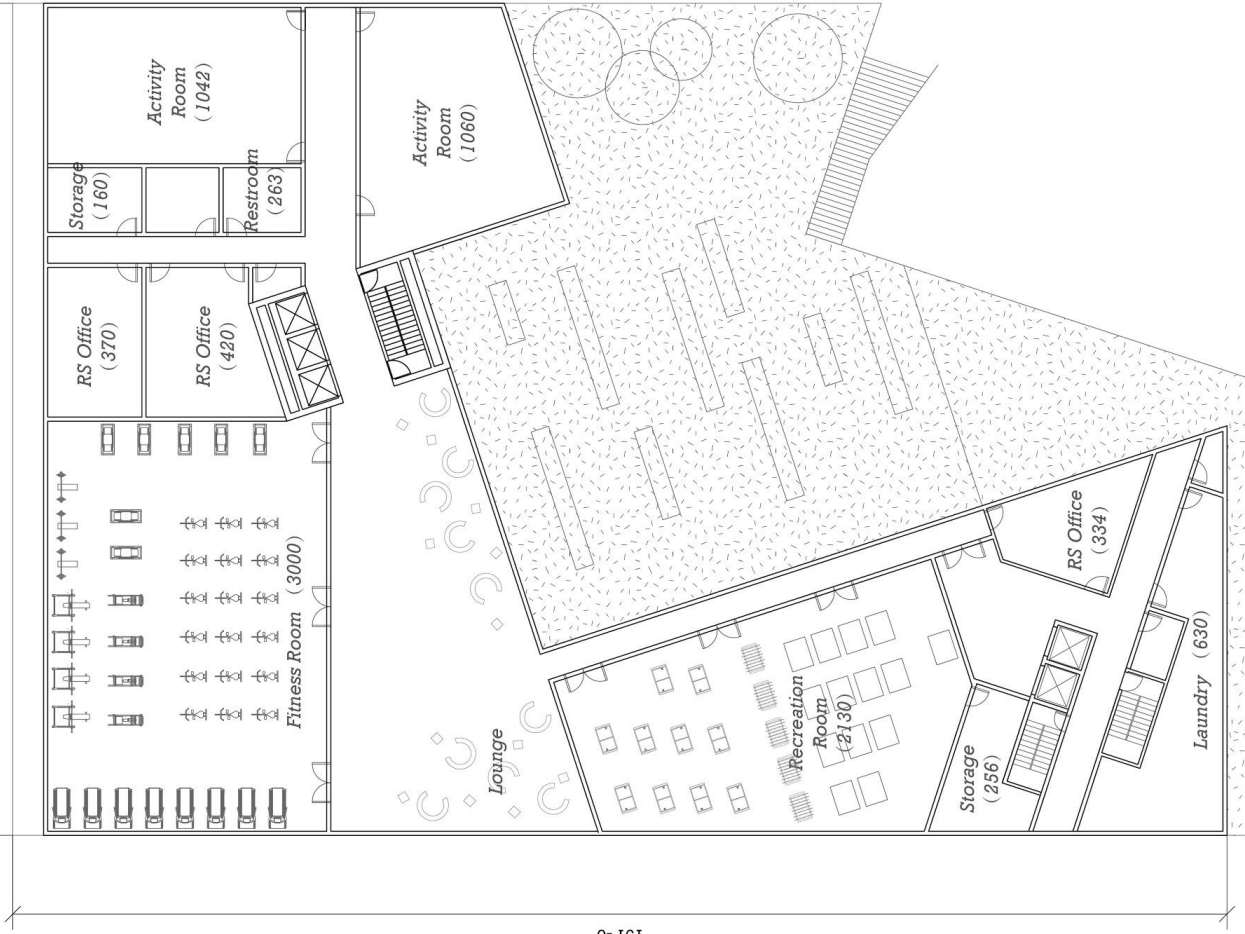 Activity
Room
(1042)
Activity
Room
(1060)
Storage
(160)
Restroom
(263)
RS Office
(370)
RS Office
(420)
Fitness Room (3000)
Lounge
Recreation
Room
(2130)
RS Office
(334)
Storage
(256)
Laundry (630)